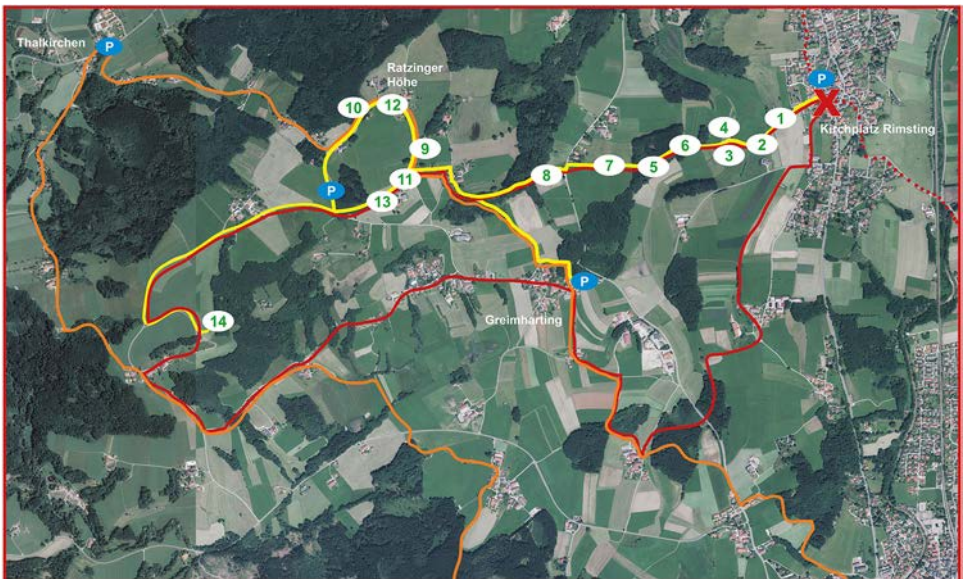 Thalkirchen
P
Ratzinger
Höhe
10
12
P
X
1
Kirchplatz Rimsting
4
9
6
3
2
11
8
7
5
P
13
P
Greimharting
14